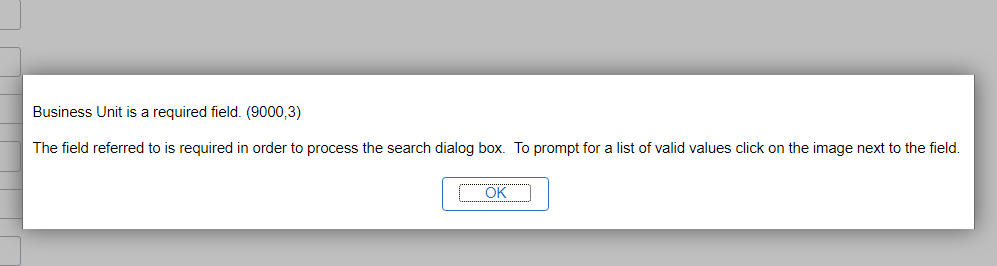 Business Unit is a required field. (9000,3)
The field referred to is required in order to process the search dialog box.  To prompt for a list of valid values click on the image next to the field.
OK